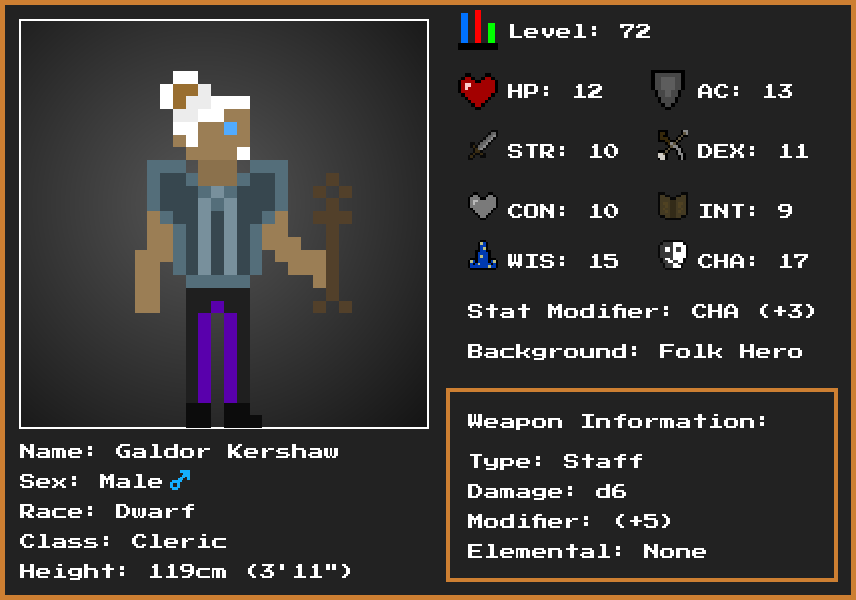 Level: 72
HP: 12 AC: 13
STR: 10 DEX: 11
CON: 10 INT: 9
WIS: 15 CHA: 17
Stat Modifier: CHA (+3)
Background: Folk Hero
Weapon Information:
Type: Staff
Damage: d6
Modifier: (+5)
Elemental: None
Name: Galdor Kershaw
Sex: Male ♂
Race: Dwarf
Class: Cleric
Height: 119cm (3'11")